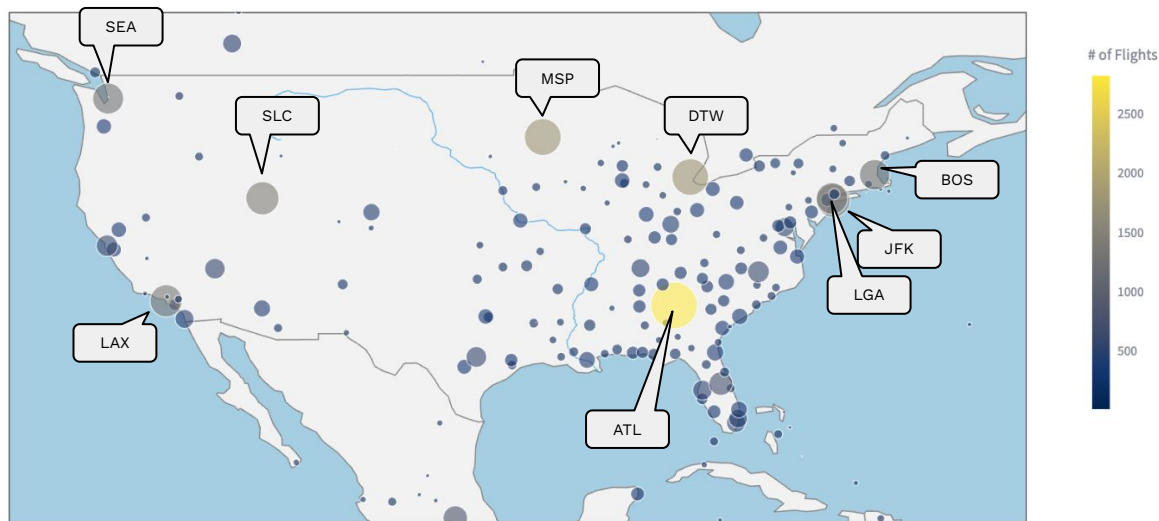 SEA
MSP
# of Flights
SLC
DTW
2500
2000
BOS
1500
JFK
LGA
1000
LAX
500
ATL